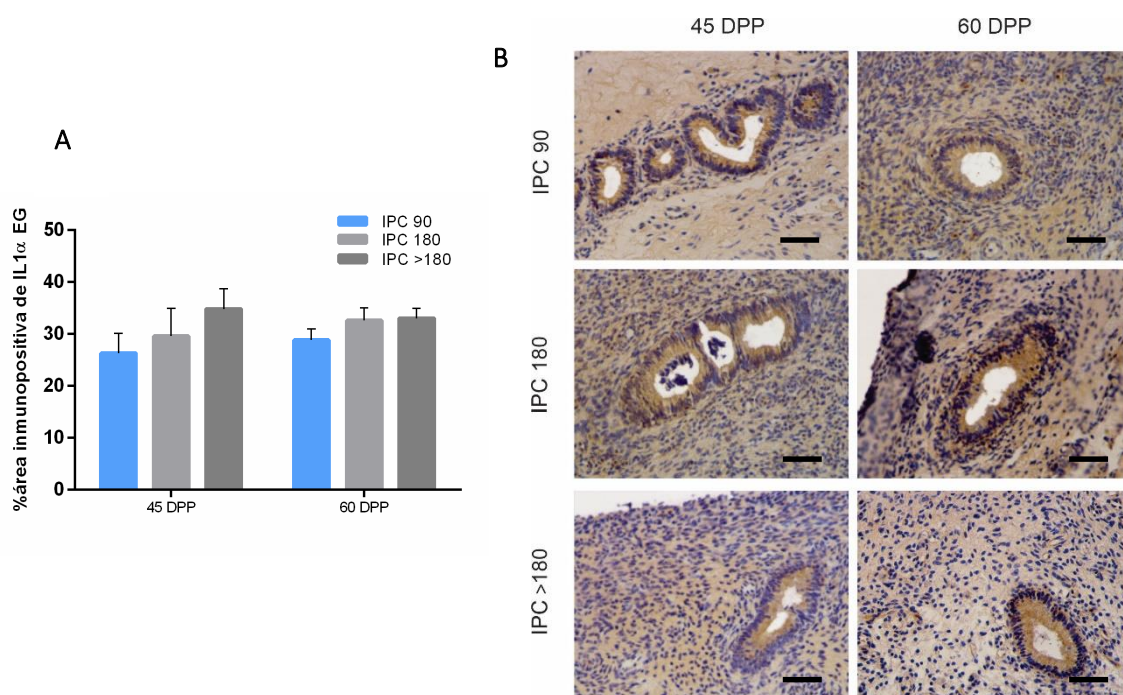 A
%área inmunopositiva de IL1α EG
50
40
30
20
10
0
IPC 90
IPC 180
IPC >180
45 DPP
60 DPP
B
45 DPP
60 DPP
IPC 90
IPC 180
IPC >180